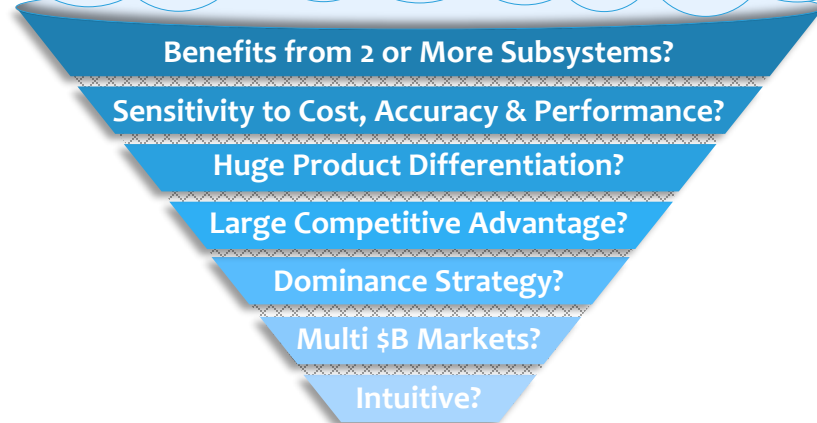 Benefits from 2 or More Subsystems?
Sensitivity to Cost, Accuracy & Performance?
Huge Product Differentiation?
Large Competitive Advantage?
Dominance Strategy?
Multi $B Markets?
Intuitive?